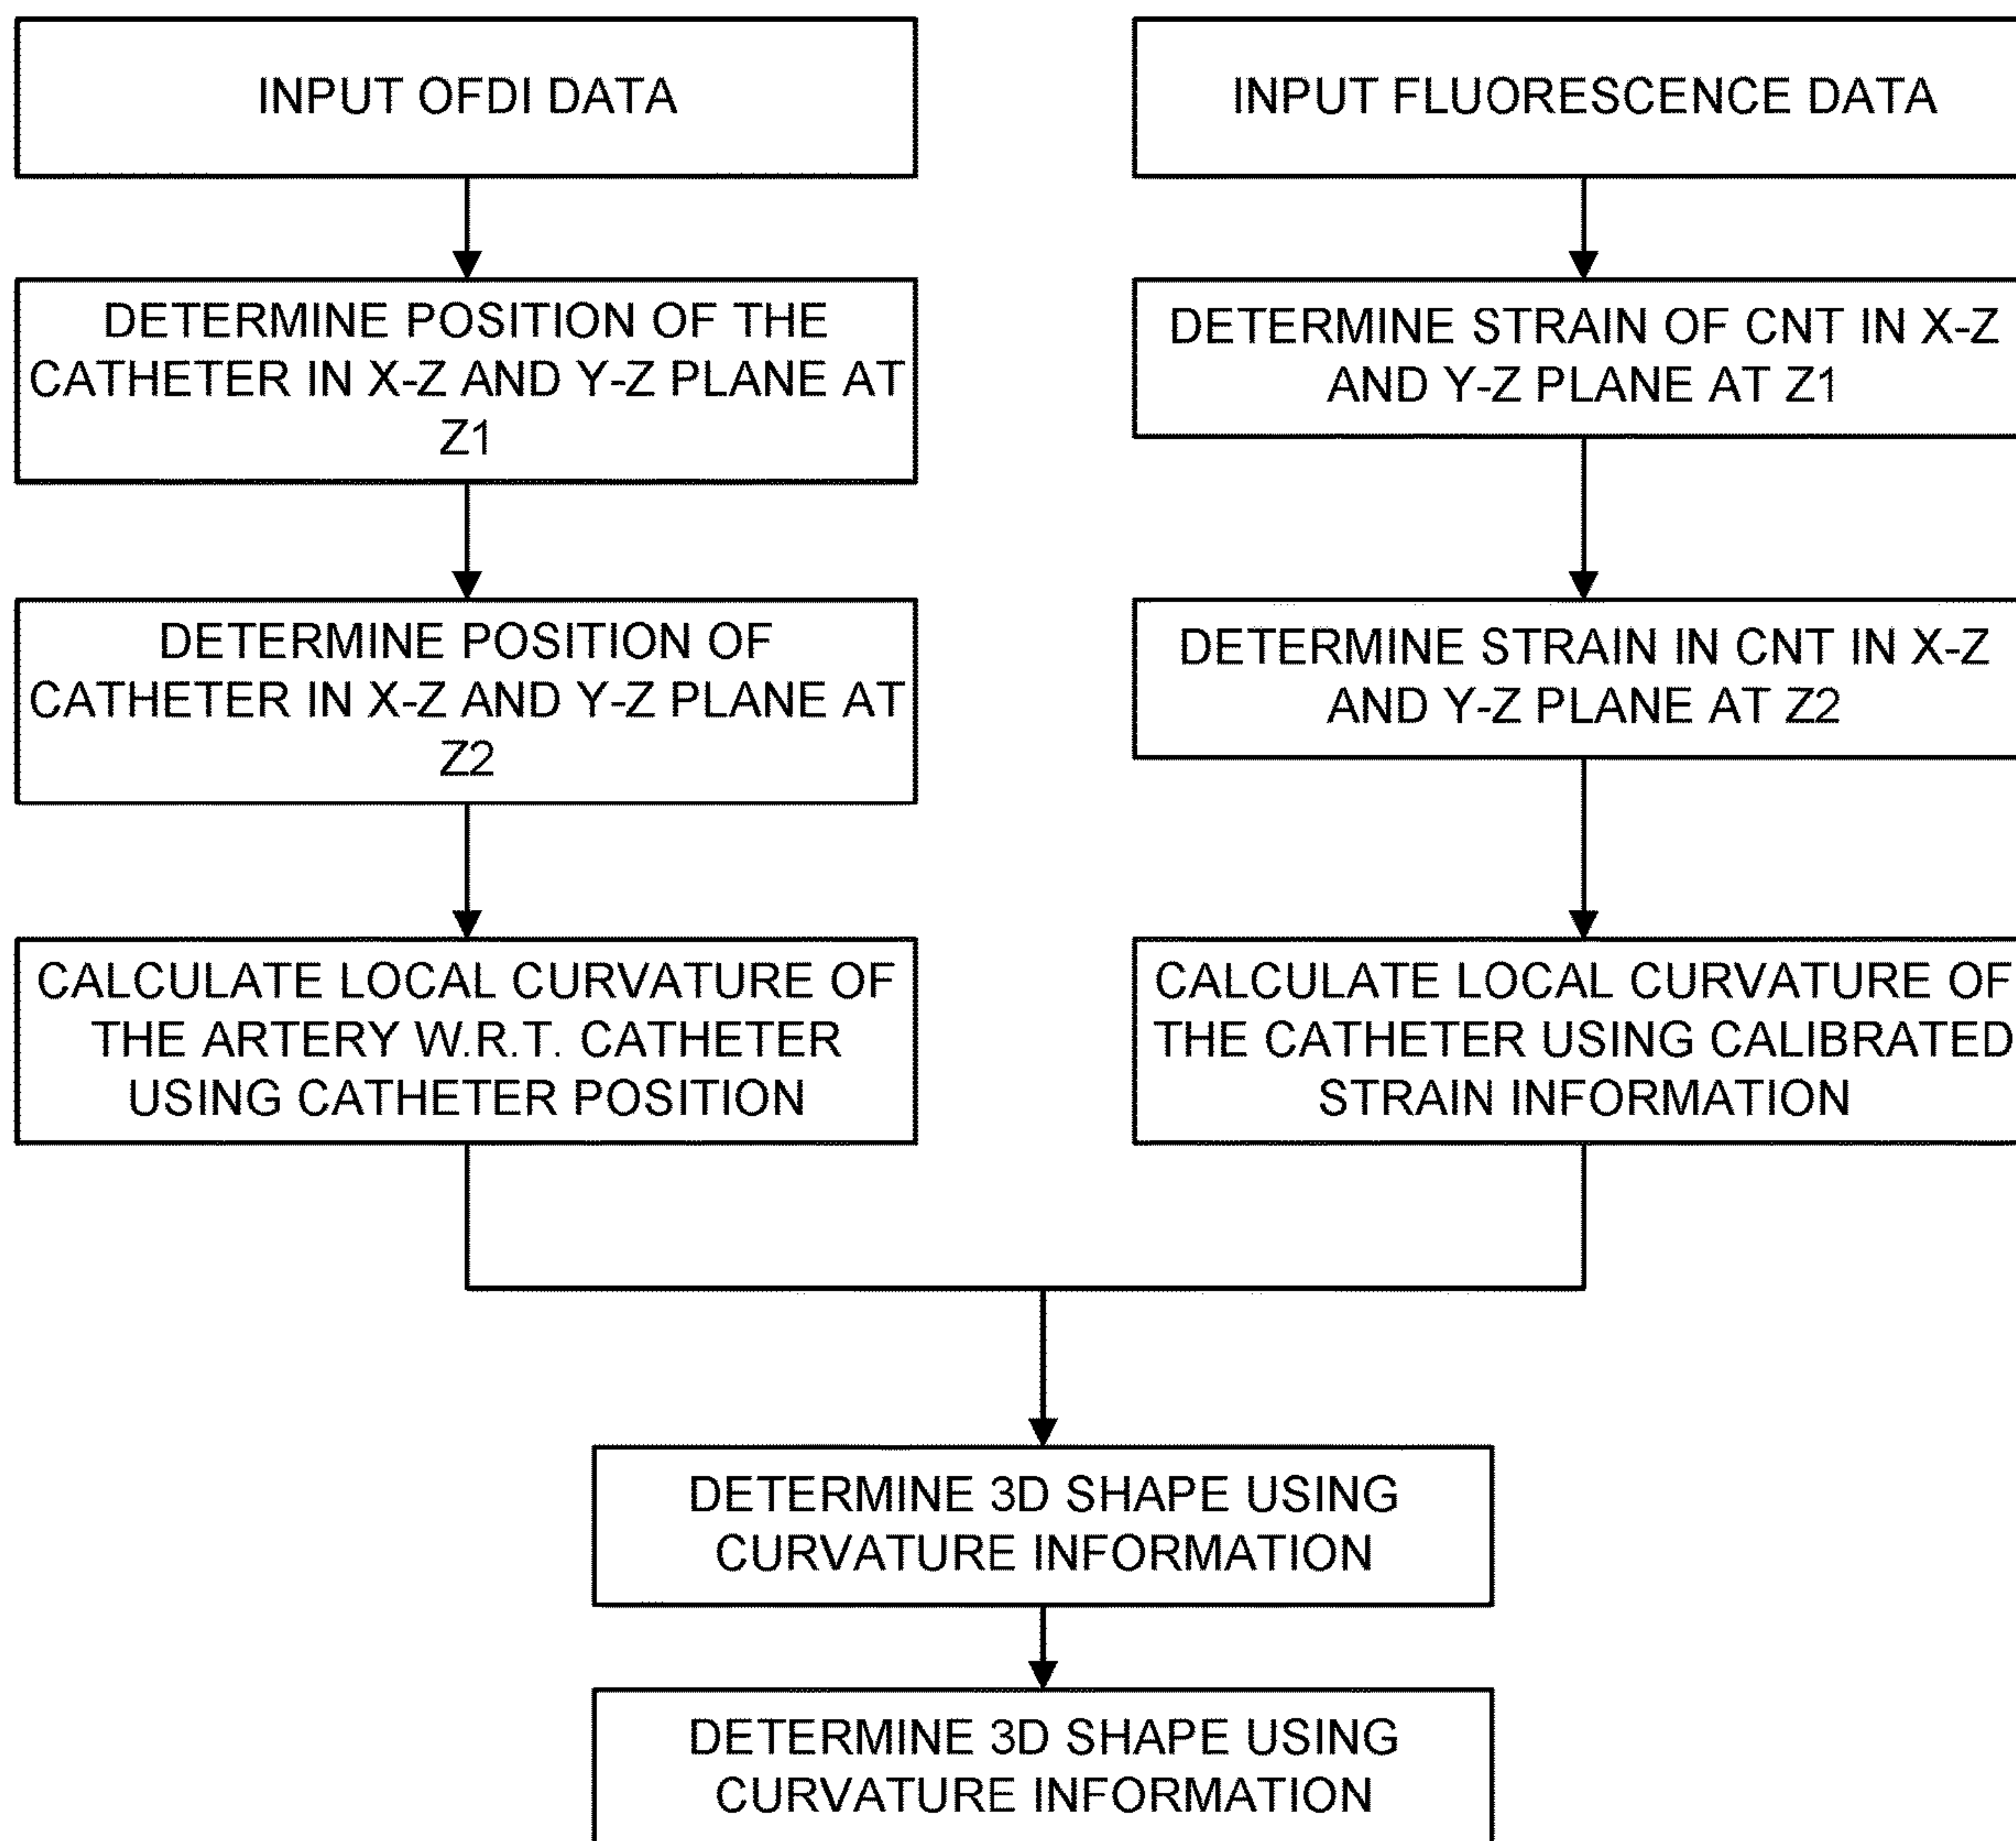 INPUT OFDI DATA
DETERMINE POSITION OF THE
CATHETER IN X-Z AND Y-Z PLANE AT
Z1
DETERMINE POSITION OF
CATHETER IN X-Z AND Y-Z PLANE AT
Z2
CALCULATE LOCAL CURVATURE OF
THE ARTERY W.R.T. CATHETER
USING CATHETER POSITION
INPUT FLUORESCENCE DATA
DETERMINE STRAIN OF CNT IN X-Z
AND Y-Z PLANE AT Z1
DETERMINE STRAIN IN CNT IN X-Z
AND Y-Z PLANE AT Z2
CALCULATE LOCAL CURVATURE OF
THE CATHETER USING CALIBRATED
STRAIN INFORMATION
DETERMINE 3D SHAPE USING
CURVATURE INFORMATION
DETERMINE 3D SHAPE USING
CURVATURE INFORMATION